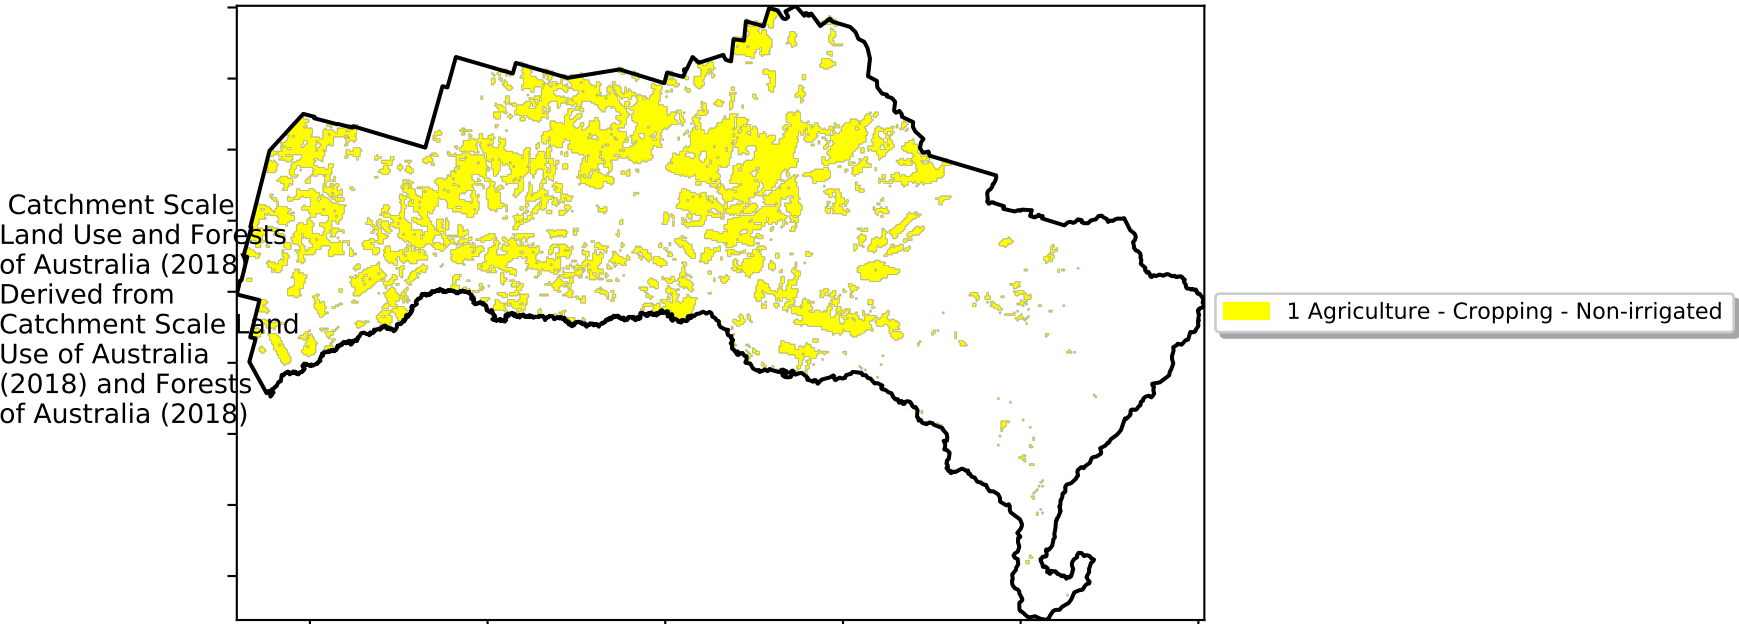 Catchment Scale
Land Use and Forests
of Australia (2018)
Derived from
Catchment Scale Land
Use of Australia
(2018) and Forests
of Australia (2018)
1 Agriculture - Cropping - Non-irrigated